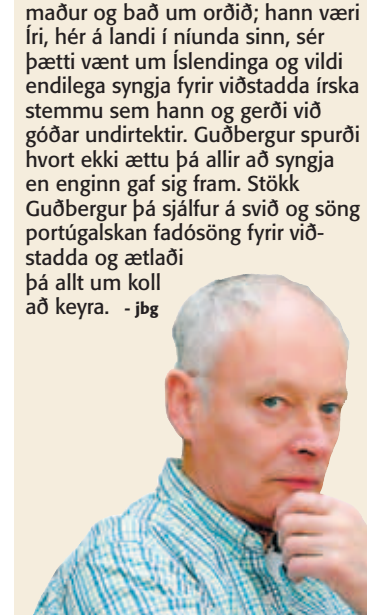 maður og bað um orðið; hann væri
Íri, hér á landi í níunda sinn, sér
þætti vænt um Íslendinga og vildi
endilega syngja fyrir viðstadda írska
stemmu sem hann og gerði við
góðar undirtektir. Guðbergur spurði
hvort ekki ættu þá allir að syngja
en enginn gaf sig fram. Stökk
Guðbergur þá sjálfur á svið og söng
portúgalskan fadósöng fyrir við-
stadda og ætlaði
þá allt um koll
að keyra. - jbg